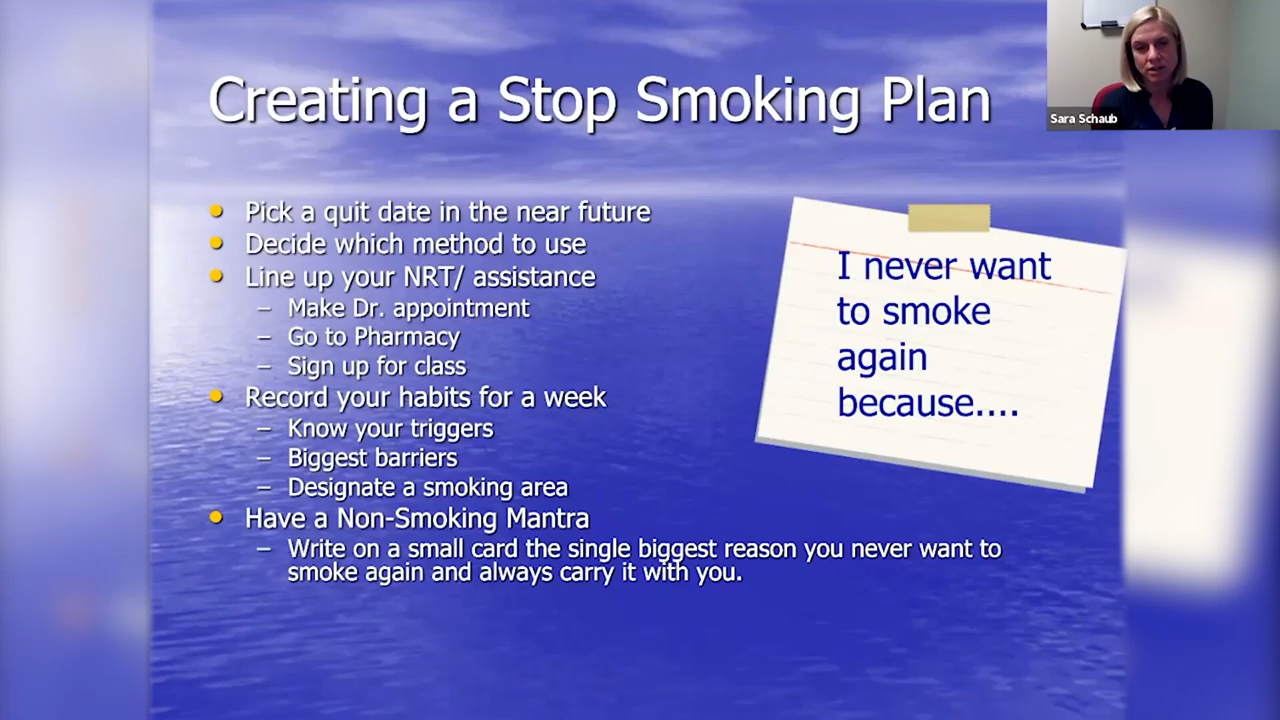 Creating a Stop Smoking Plan
Sara Schaub
• Pick a quit date in the near future
• Decide which method to use
• Line up your NRT/ assistance
– Make Dr. appointment
– Go to Pharmacy
– Sign up for class
• Record your habits for a week
– Know your triggers
– Biggest barriers
– Designate a smoking area
• Have a Non-Smoking Mantra
– Write on a small card the single biggest reason you never want to
smoke again and always carry it with you.
I never want
to smoke
again
because....